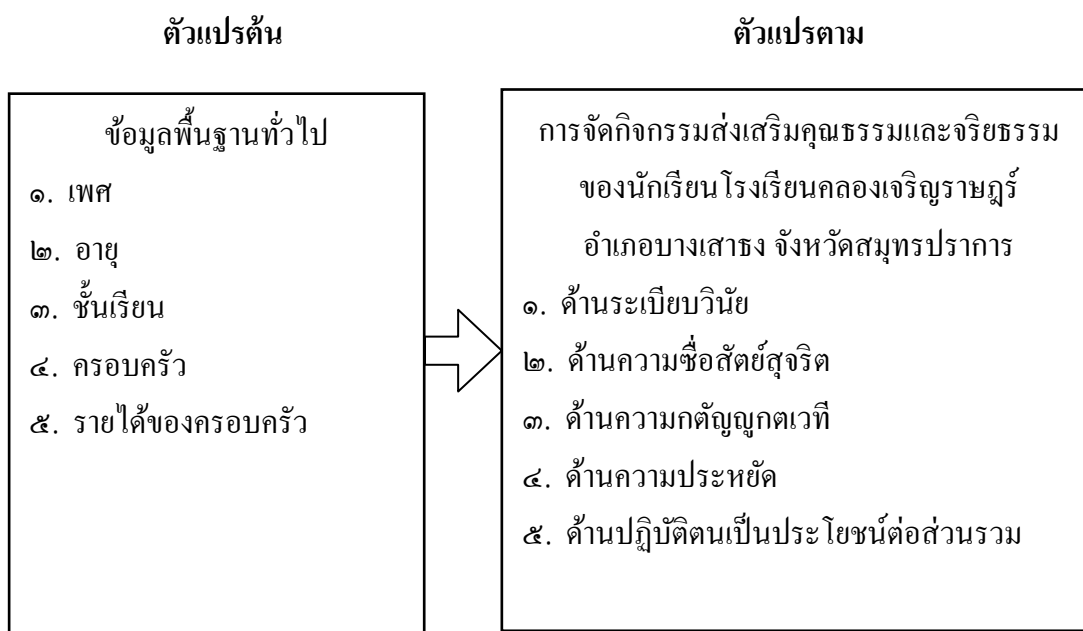 ตัวแปรต้น
ตัวแปรตาม
ข้อมูลพื้นฐานทั่วไป
๑. เพศ
๒. อายุ
๓. ชั้นเรียน
๔. ครอบครัว
๕. รายได้ของครอบครัว
การจัดกิจกรรมส่งเสริมคุณธรรมและจริยธรรม
ของนักเรียนโรงเรียนคลองเจริญราษฎร์
อำเภอบางเสาธง จังหวัดสมุทรปราการ
๑. ด้านระเบียบวินัย
๒. ด้านความซื่อสัตย์สุจริต
๓. ด้านความกตัญญูกตเวที
๔. ด้านความประหยัด
๕. ด้านปฏิบัติตนเป็นประโยชน์ต่อส่วนรวม